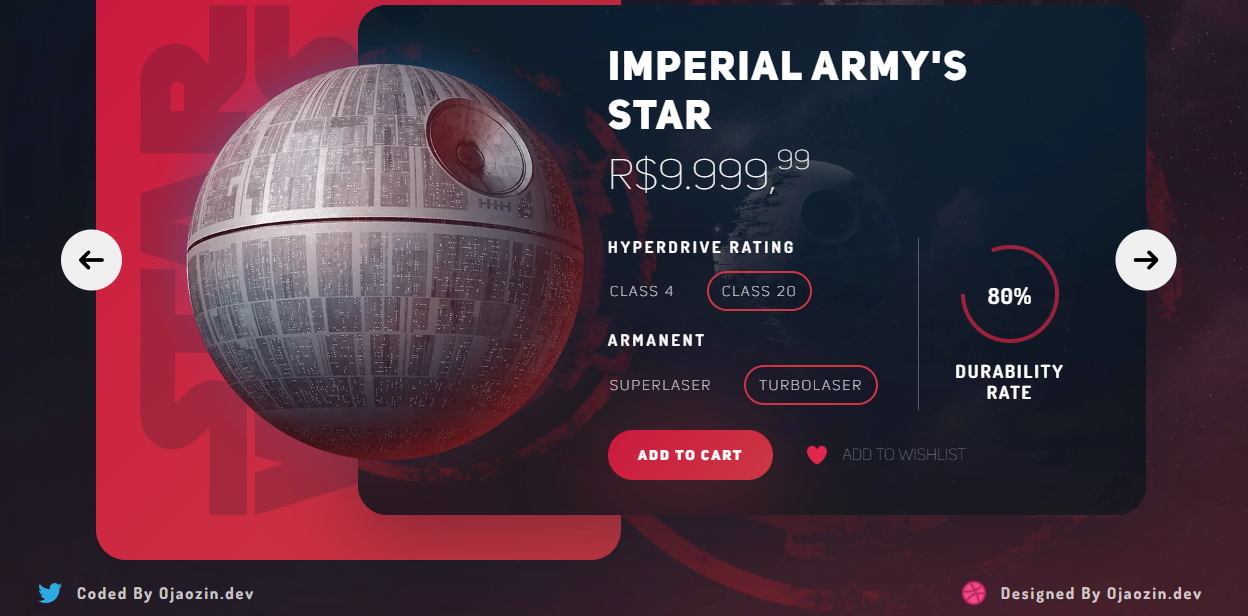 IMPERIAL ARMY'S
STAR
R$9.999,99
HYPERDRIVE RATING
CLASS 4 CLASS 20
ARMANENT
SUPERLASER TURBOLASER
80%
DURABILITY
RATE
ADD TO CART ADD TO WISHLIST
Coded By Ojaozin.dev
Designed By Ojaozin.dev